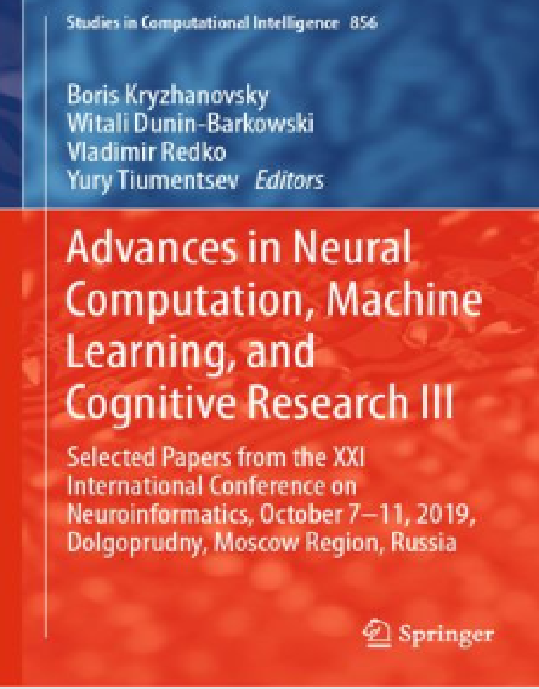 Studies in Computational Intelligence 856
Boris Kryzhanovsky
Witali Dunin-Barkowski
Vladimir Redko
Yury Tiumentsev Editors
Advances in Neural
Computation, Machine
Learning, and
Cognitive Research III
Selected Papers from the XXI
International Conference on
Neuroinformatics, October 7–11, 2019,
Dolgoprudny, Moscow Region, Russia
Springer